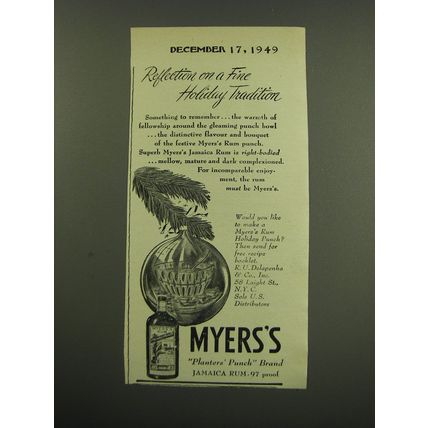 DECEMBER 17, 1949
Reflection on a Fine
Holiday Tradition
Something to remember...the warmth of
fellowship around the gleaming punch bowl
...the distinctive flavour and bouquet
of the festive Myers's Rum punch.
Superb Myers's Jamaica Rum is right-bodied
...mellow, mature and dark complexioned.
For incomparable enjoy-
ment, the rum
must be Myers's.
Would you like
to make a
Myers's Rum
Holiday Punch?
Then send for
free recipe
booklet.
R. U. Delapenha
& Co., Inc.
58 Laight St.,
N.Y.C.
Sole U.S.
Distributors
MYERS'S
"Planters' Punch" Brand
JAMAICA RUM-97 proof